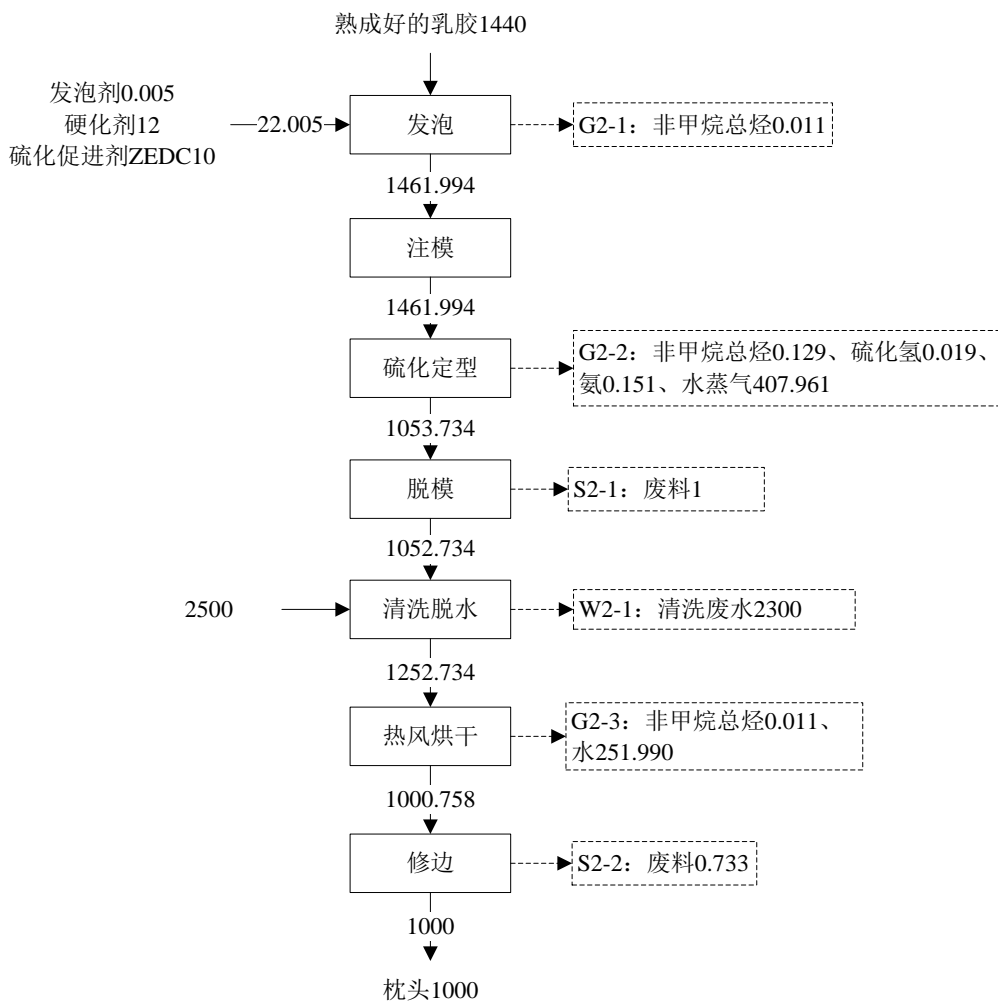 熟成好的乳胶1440
发泡剂0.005
硬化剂12
硫化促进剂ZEDC10
22.005
发泡
G2-1：非甲烷总烃0.011
1461.994
注模
1461.994
硫化定型
G2-2：非甲烷总烃0.129、硫化氢0.019、
氨0.151、水蒸气407.961
1053.734
脱模
S2-1：废料1
1052.734
2500
清洗脱水
W2-1：清洗废水2300
1252.734
热风烘干
G2-3：非甲烷总烃0.011、
水251.990
1000.758
修边
S2-2：废料0.733
1000
枕头1000